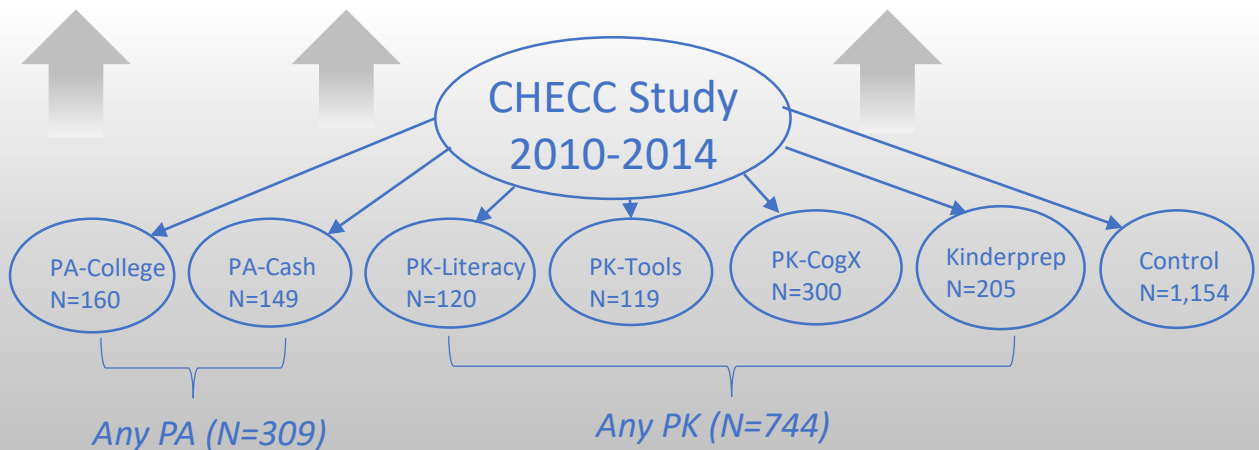 CHECC Study
2010-2014
PA-College
N=160
PA-Cash
N=149
PK-Literacy
N=120
PK-Tools
N=119
PK-CogX
N=300
Kinderprep
N=205
Control
N=1,154
Any PA (N=309)
Any PK (N=744)